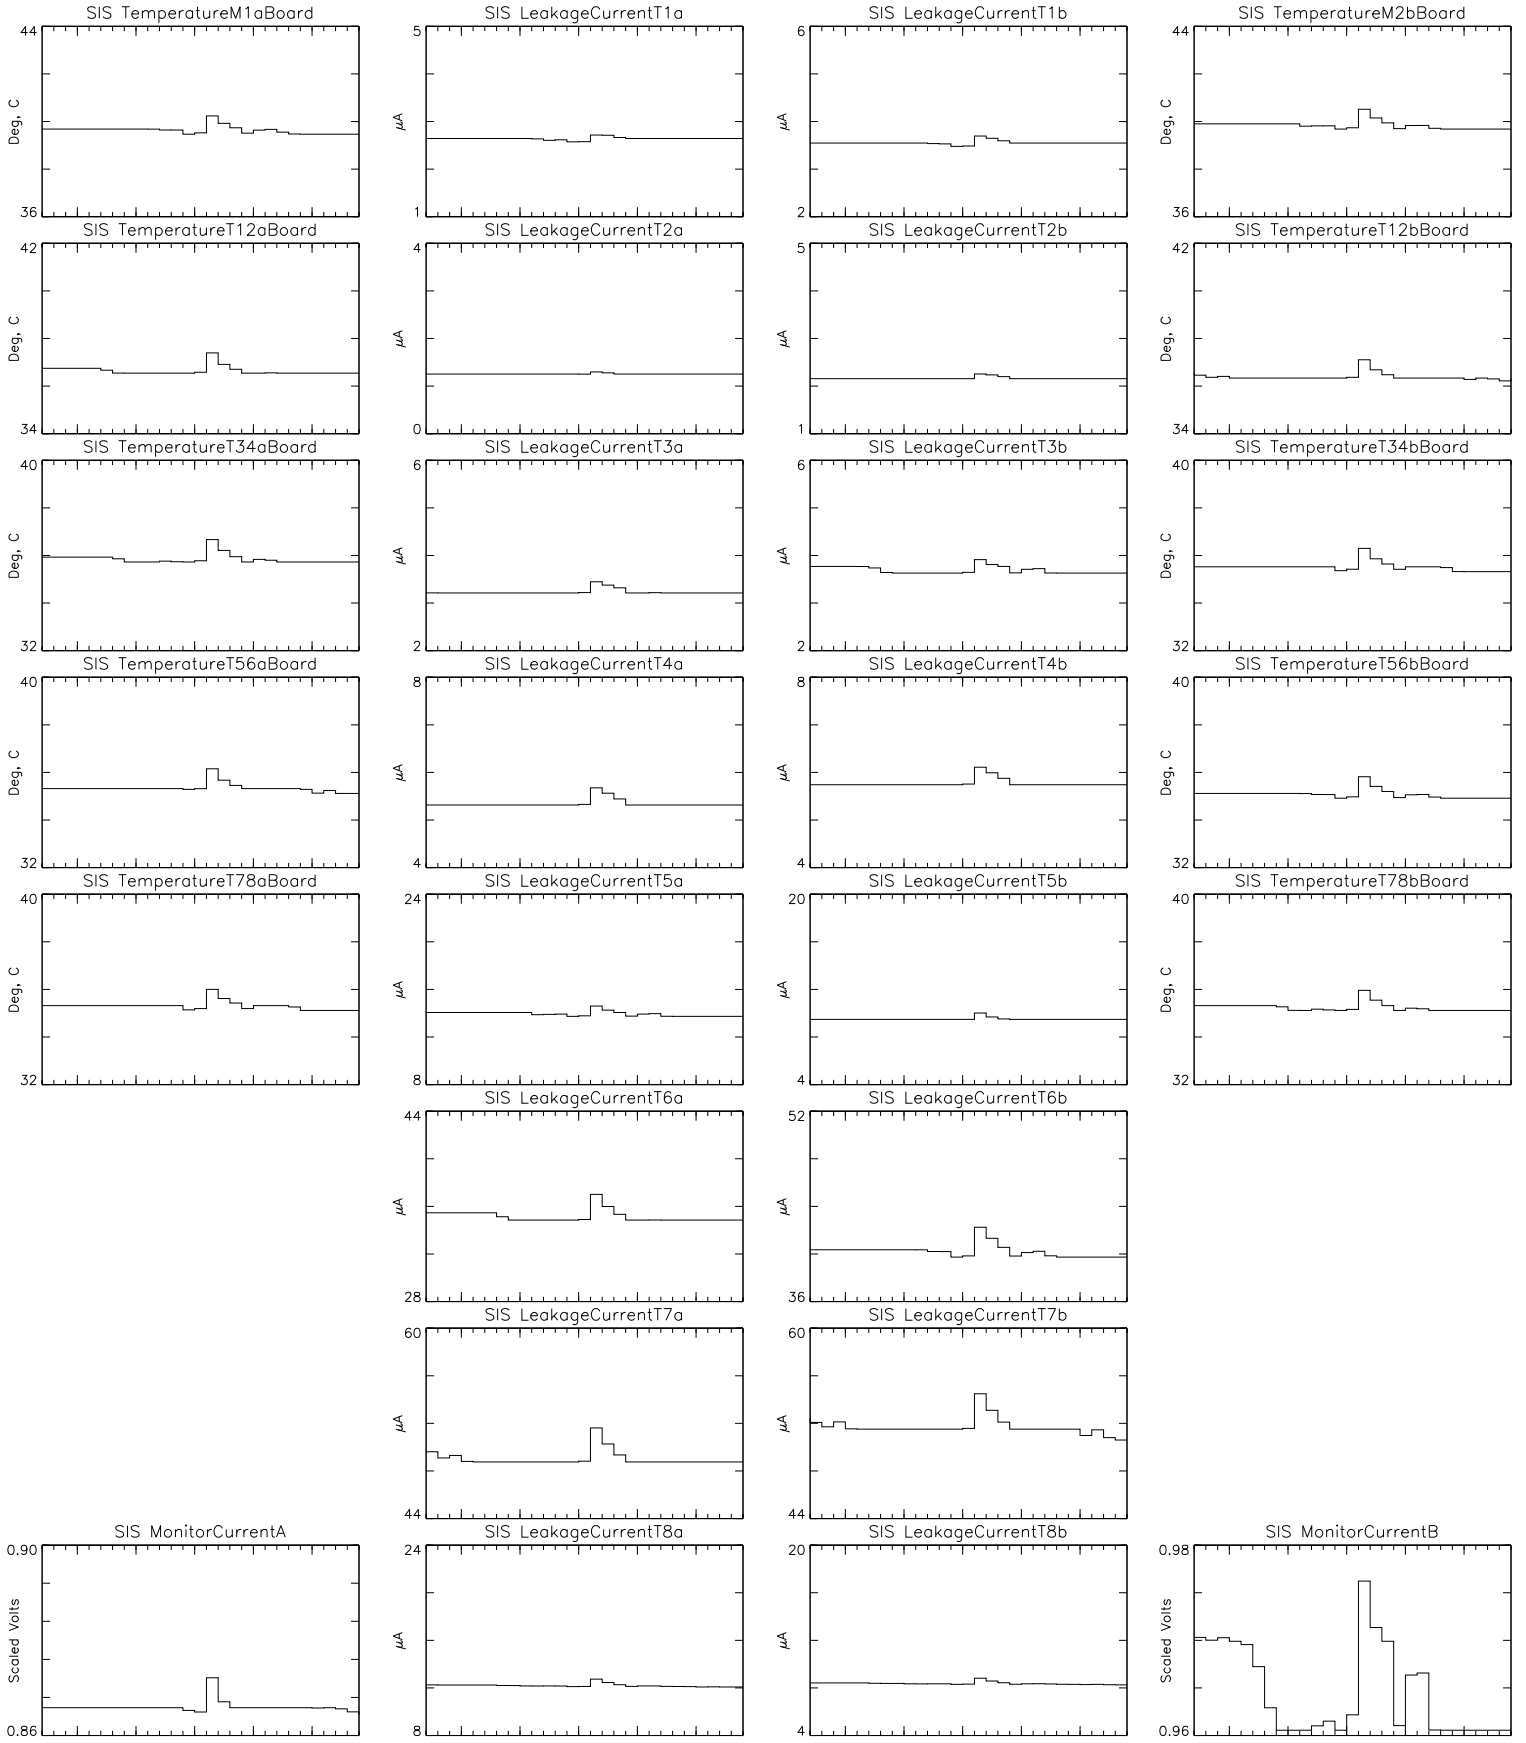 SIS TemperatureM1aBoard
44
Deg, C
36
SIS LeakageCurrentT1a
5
μA
1
SIS LeakageCurrentT1b
6
μA
2
SIS TemperatureM2bBoard
44
Deg, C
36
SIS TemperatureT12aBoard
42
Deg, C
34
SIS LeakageCurrentT2a
4
μA
0
SIS LeakageCurrentT2b
5
μA
1
SIS TemperatureT12bBoard
42
Deg, C
34
SIS TemperatureT34aBoard
40
Deg, C
32
SIS LeakageCurrentT3a
6
μA
2
SIS LeakageCurrentT3b
6
μA
2
SIS TemperatureT34bBoard
40
Deg, C
32
SIS TemperatureT56aBoard
40
Deg, C
32
SIS LeakageCurrentT4a
8
μA
4
SIS LeakageCurrentT4b
8
μA
4
SIS TemperatureT56bBoard
40
Deg, C
32
SIS TemperatureT78aBoard
40
Deg, C
32
SIS LeakageCurrentT5a
24
μA
8
SIS LeakageCurrentT5b
20
μA
4
SIS TemperatureT78bBoard
40
Deg, C
32
SIS LeakageCurrentT6a
44
μA
28
SIS LeakageCurrentT6b
52
μA
36
SIS LeakageCurrentT7a
60
μA
44
SIS LeakageCurrentT7b
60
μA
44
SIS MonitorCurrentA
0.90
Scaled Volts
0.86
SIS LeakageCurrentT8a
24
μA
8
SIS LeakageCurrentT8b
20
μA
4
SIS MonitorCurrentB
0.98
Scaled Volts
0.96